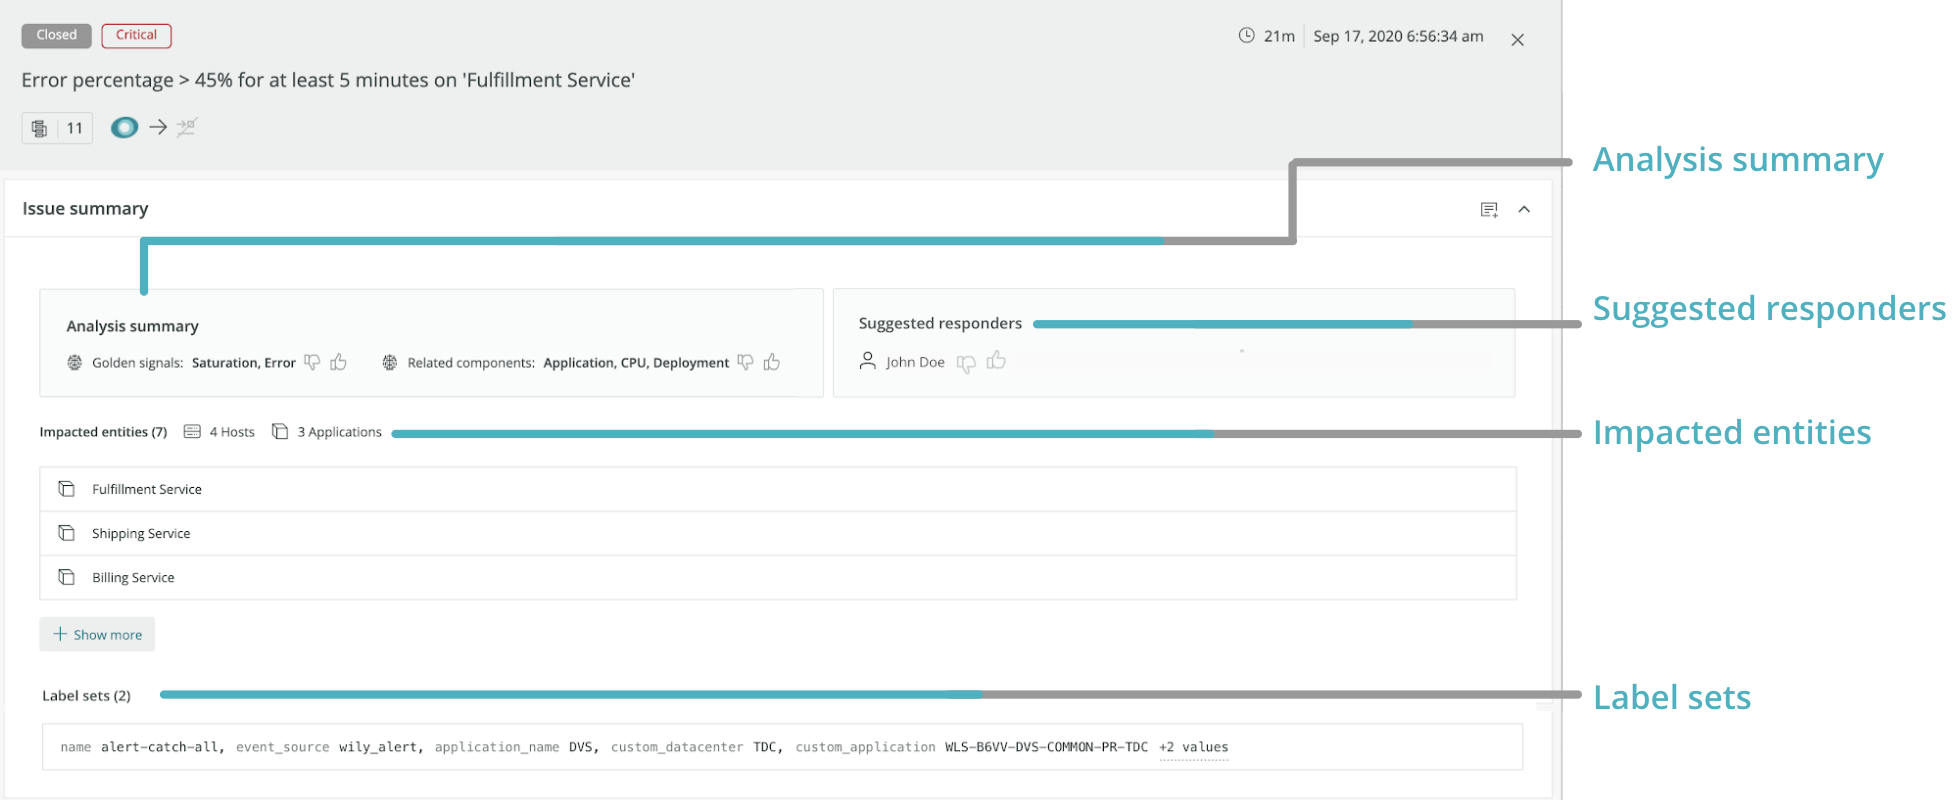 Closed Critical 21m Sep 17, 2020 6:56:34 am
Error percentage > 45% for at least 5 minutes on 'Fulfillment Service'
11
Analysis summary
Issue summary
Suggested responders
Analysis summary Suggested responders
Golden signals: Saturation, Error Related components: Application, CPU, Deployment John Doe
Impacted entities (7) 4 Hosts 3 Applications Impacted entities
Fulfillment Service
Shipping Service
Billing Service
+ Show more
Label sets (2) Label sets
name alert-catch-all, event_source wily_alert, application_name DVS, custom_datacenter TDC, custom_application WLS-B6VV-DVS-COMMON-PR-TDC +2 values